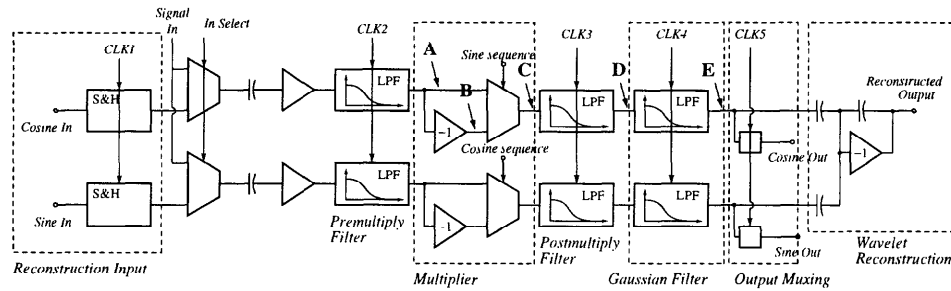 Signal In
In Select
CLK1
CLK2
CLK3
CLK4
CLK5
A
Sine sequence
C
D
E
Reconstructed Output
S&H
LPF
LPF
LPF
B
Cosine In
-1
Cosine sequence
Cosine Out
-1
S&H
LPF
LPF
LPF
Sine In
-1
Sine Out
Premultiply Filter
Postmultiply Filter
Wavelet Reconstruction
Reconstruction Input
Multiplier
Gaussian Filter
Output Muxing